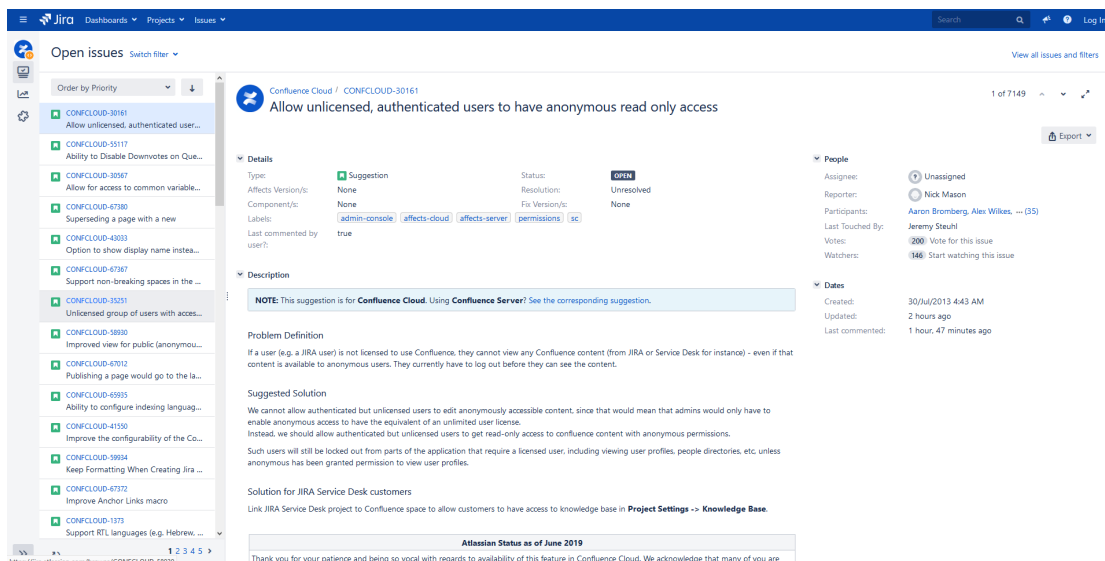 Jira Dashboards Projects Issues Search Log In
Open issues Switch filter View all issues and filters
Order by Priority
CONFCLOUD-30161
Allow unlicensed, authenticated user...
CONFCLOUD-55117
Ability to Disable Downvotes on Que...
CONFCLOUD-30567
Allow for access to common variable...
CONFCLOUD-67380
Superseding a page with a new
CONFCLOUD-43033
Option to show display name instea...
CONFCLOUD-67367
Support non-breaking spaces in the ...
CONFCLOUD-35251
Unlicensed group of users with acces...
CONFCLOUD-58930
Improved view for public (anonymou...
CONFCLOUD-67012
Publishing a page would go to the la...
CONFCLOUD-65935
Ability to configure indexing languag...
CONFCLOUD-41550
Improve the configurability of the Co...
CONFCLOUD-59934
Keep Formatting When Creating Jira ...
CONFCLOUD-67372
Improve Anchor Links macro
CONFCLOUD-1373
Support RTL languages (e.g. Hebrew, ...
1 2 3 4 5
Confluence Cloud / CONFCLOUD-30161
Allow unlicensed, authenticated users to have anonymous read only access
1 of 7149
Export
Details
Type: Suggestion Status: OPEN
Affects Version/s: None Resolution: Unresolved
Component/s: None Fix Version/s: None
Labels: admin-console affects-cloud affects-server permissions sc
Last commented by user?: true
Description
NOTE: This suggestion is for Confluence Cloud. Using Confluence Server? See the corresponding suggestion.
Problem Definition
If a user (e.g. a JIRA user) is not licensed to use Confluence, they cannot view any Confluence content (from JIRA or Service Desk for instance) - even if that
content is available to anonymous users. They currently have to log out before they can see the content.
Suggested Solution
We cannot allow authenticated but unlicensed users to edit anonymously accessible content, since that would mean that admins would only have to
enable anonymous access to have the equivalent of an unlimited user license.
Instead, we should allow authenticated but unlicensed users to get read-only access to confluence content with anonymous permissions.
Such users will still be locked out from parts of the application that require a licensed user, including viewing user profiles, people directories, etc, unless
anonymous has been granted permission to view user profiles.
Solution for JIRA Service Desk customers
Link JIRA Service Desk project to Confluence space to allow customers to have access to knowledge base in Project Settings -> Knowledge Base.
Atlassian Status as of June 2019
Thank you for your patience and being so vocal with regards to availability of this feature in Confluence Cloud. We acknowledge that many of you are
People
Assignee: Unassigned
Reporter: Nick Mason
Participants: Aaron Bromberg, Alex Wilkes, ... (35)
Last Touched By: Jeremy Steuhl
Votes: 200 Vote for this issue
Watchers: 146 Start watching this issue
Dates
Created: 30/Jul/2013 4:43 AM
Updated: 2 hours ago
Last commented: 1 hour, 47 minutes ago